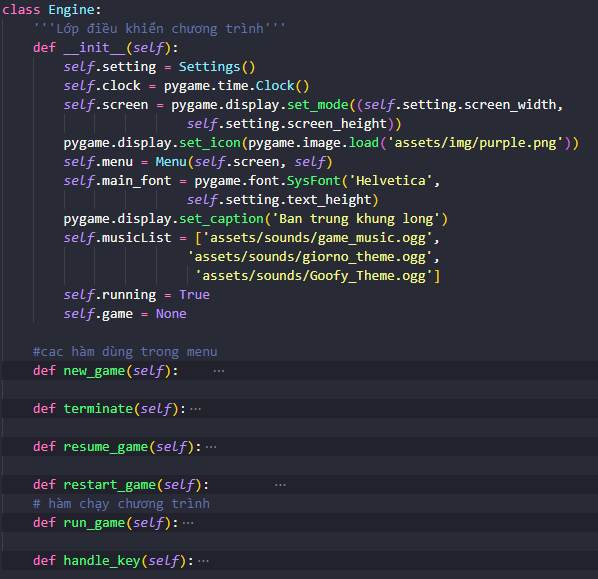 class Engine:
    '''Lớp điều khiển chương trình'''
    def __init__(self):
        self.setting = Settings()
        self.clock = pygame.time.Clock()
        self.screen = pygame.display.set_mode((self.setting.screen_width,
                        self.setting.screen_height))
        pygame.display.set_icon(pygame.image.load('assets/img/purple.png'))
        self.menu = Menu(self.screen, self)
        self.main_font = pygame.font.SysFont('Helvetica',
                        self.setting.text_height)
        pygame.display.set_caption('Ban trung khung long')
        self.musicList = ['assets/sounds/game_music.ogg',
                        'assets/sounds/giorno_theme.ogg',
                         'assets/sounds/Goofy_Theme.ogg']
        self.running = True
        self.game = None
    #cac hàm dùng trong menu
    def new_game(self):    ···
    def terminate(self):···
    def resume_game(self):···
    def restart_game(self):        ···
    # hàm chạy chương trình
    def run_game(self):···
    def handle_key(self):···